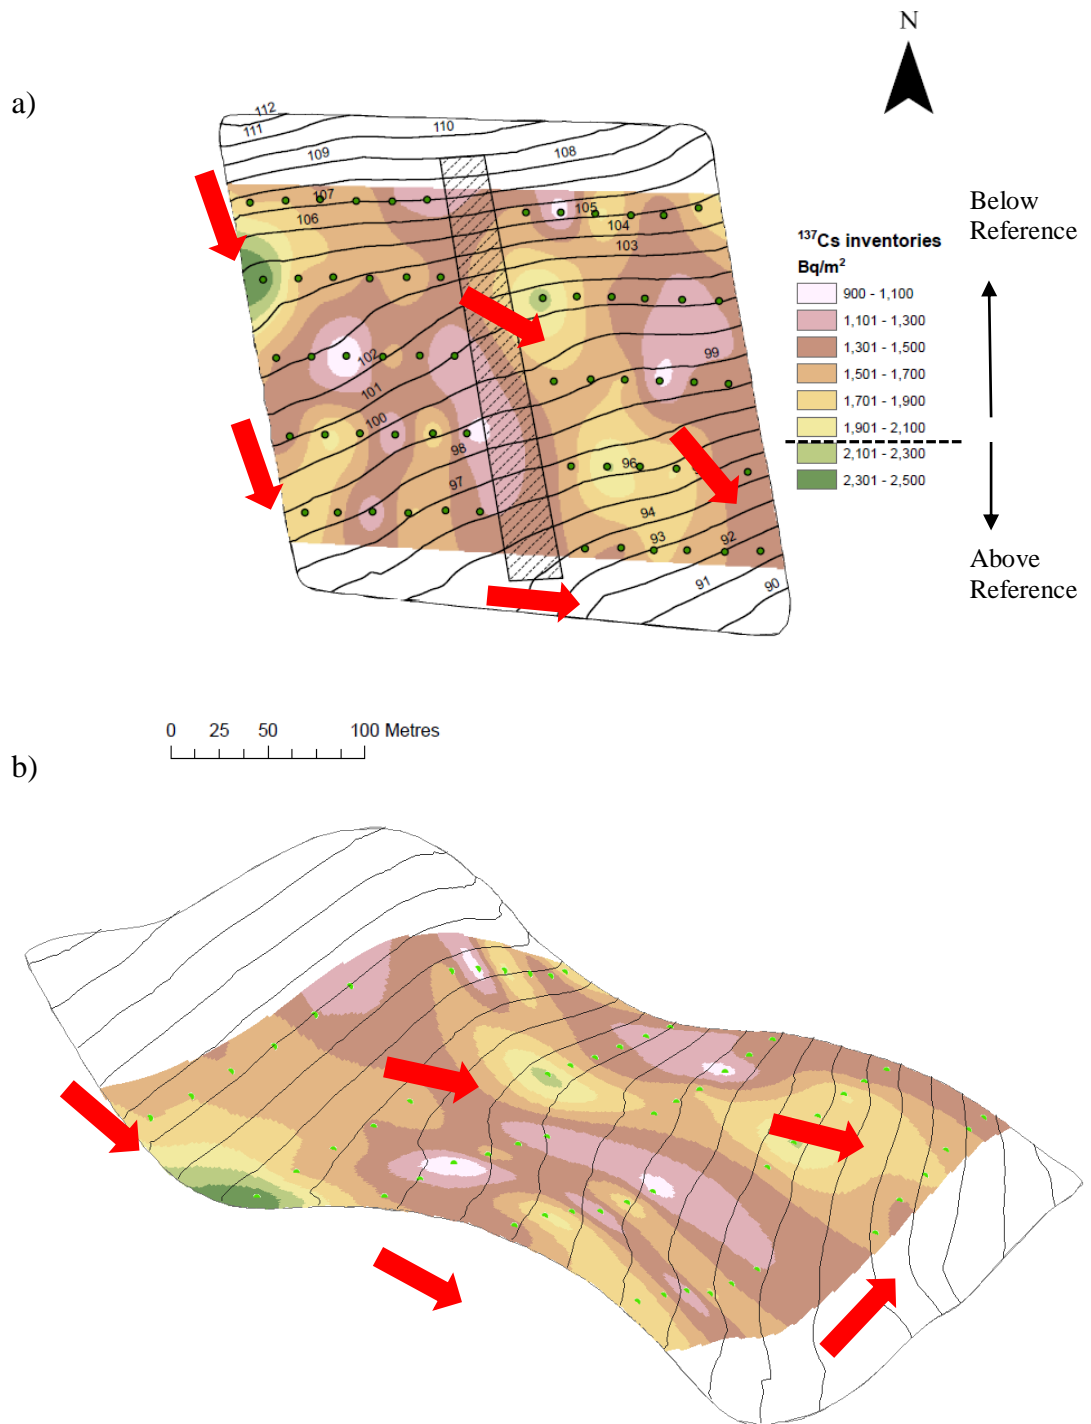 N
a)
112
111
110
109
108
107
106
105
104
103
102
101
100
99
98
97
96
94
93
92
91
90
Below
Reference
¹³⁷Cs inventories
Bq/m²
900 - 1,100
1,101 - 1,300
1,301 - 1,500
1,501 - 1,700
1,701 - 1,900
1,901 - 2,100
2,101 - 2,300
2,301 - 2,500
Above
Reference
0 25 50 100 Metres
b)